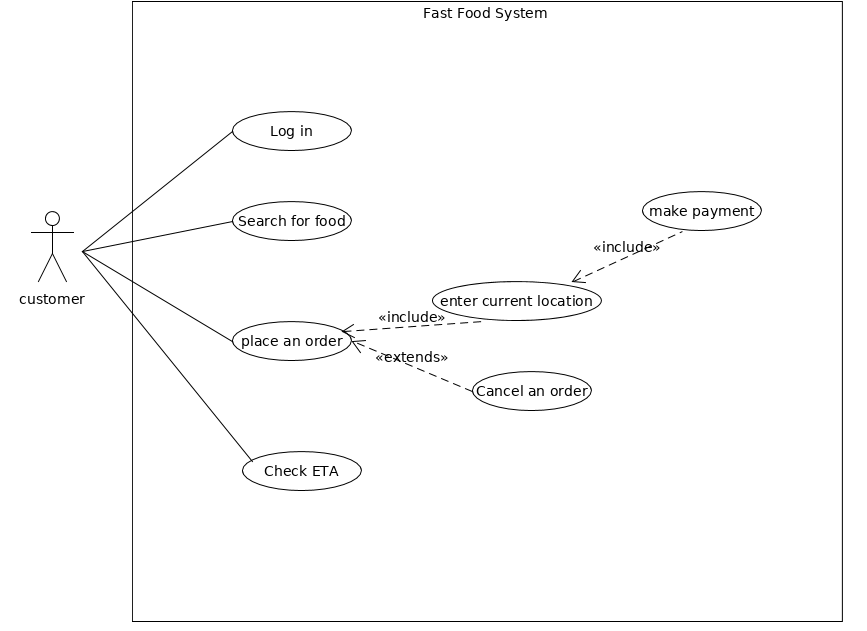 Fast Food System
Log in
Search for food
make payment
«include»
customer
enter current location
«include»
place an order
«extends»
Cancel an order
Check ETA